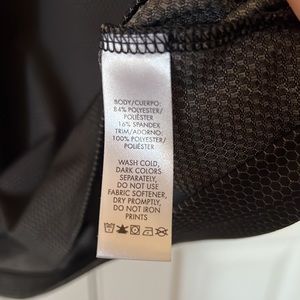 BODY/CUERPO:
84% POLYESTER/
POLIÉSTER
16% SPANDEX
TRIM/ADORNO:
100% POLYESTER/
POLIÉSTER
WASH COLD,
DARK COLORS
SEPARATELY,
DO NOT USE
FABRIC SOFTENER,
DRY PROMPTLY,
DO NOT IRON
PRINTS